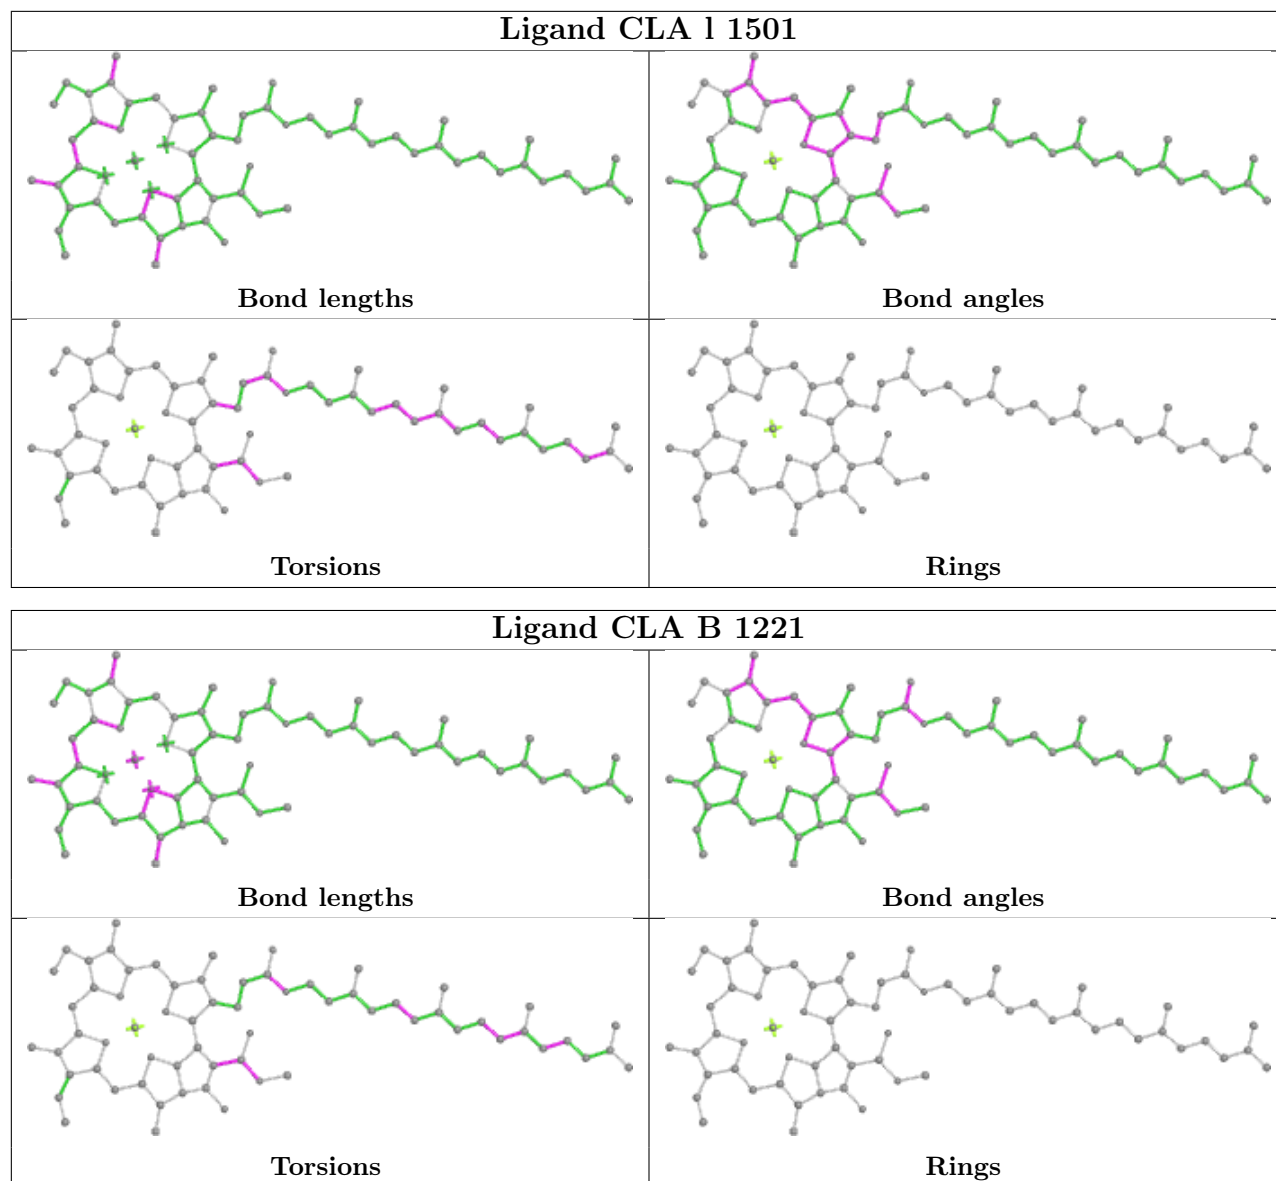 Ligand CLA l 1501
Bond lengths
Bond angles
Torsions
Rings
Ligand CLA B 1221
Bond lengths
Bond angles
Torsions
Rings